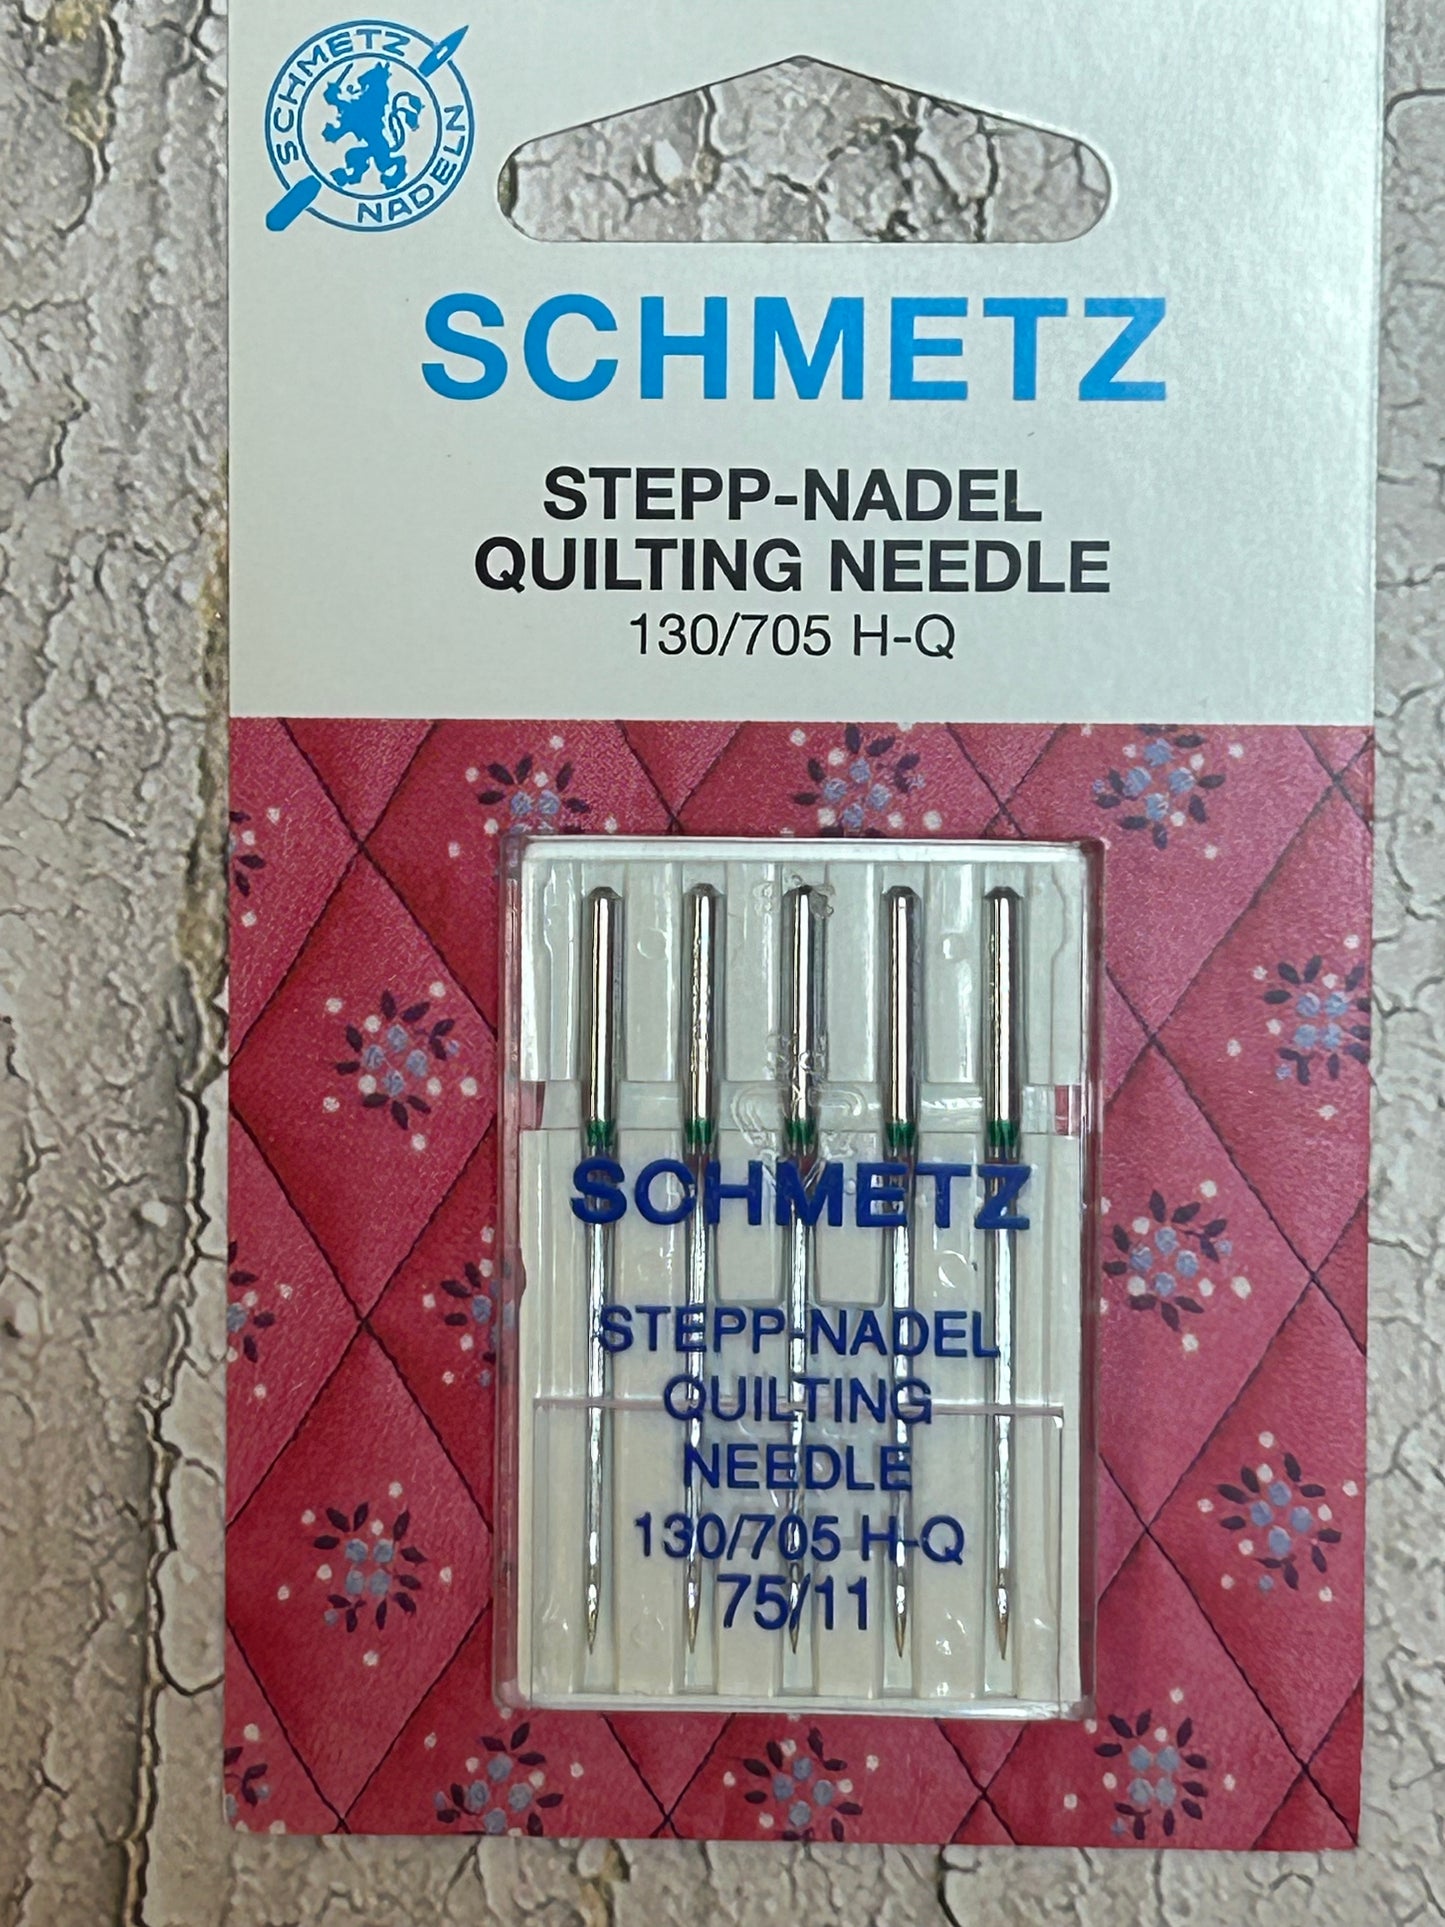 SCHMETZ
NADELN
SCHMETZ
STEPP-NADEL
QUILTING NEEDLE
130/705 H-Q
SCHMETZ
STEPP-NADEL
QUILTING
NEEDLE
130/705 H-Q
75/11